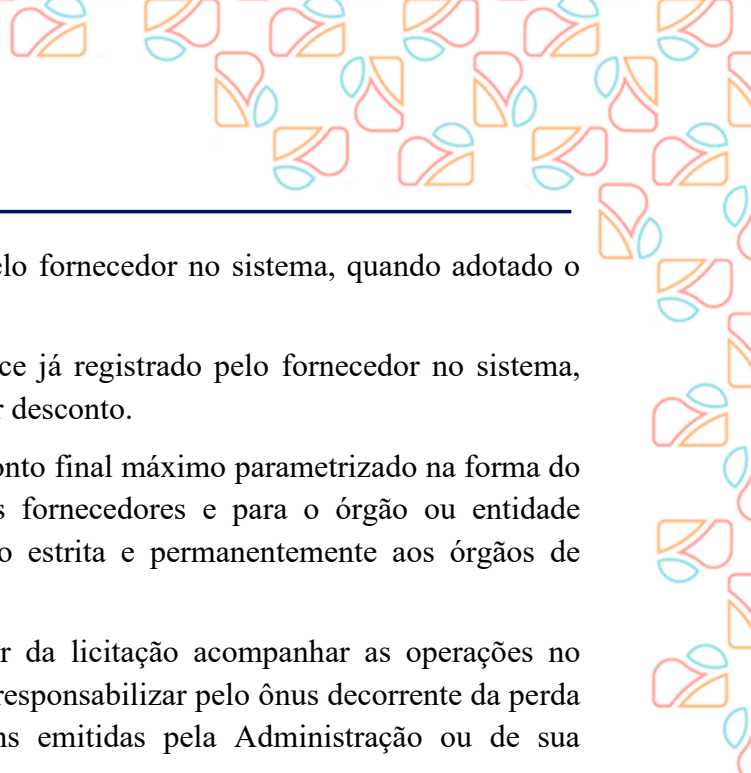 elo fornecedor no sistema, quando adotado o
ce já registrado pelo fornecedor no sistema,
r desconto.
onto final máximo parametrizado na forma do
s fornecedores e para o órgão ou entidade
o estrita e permanentemente aos órgãos de
r da licitação acompanhar as operações no
responsabilizar pelo ônus decorrente da perda
ns emitidas pela Administração ou de sua